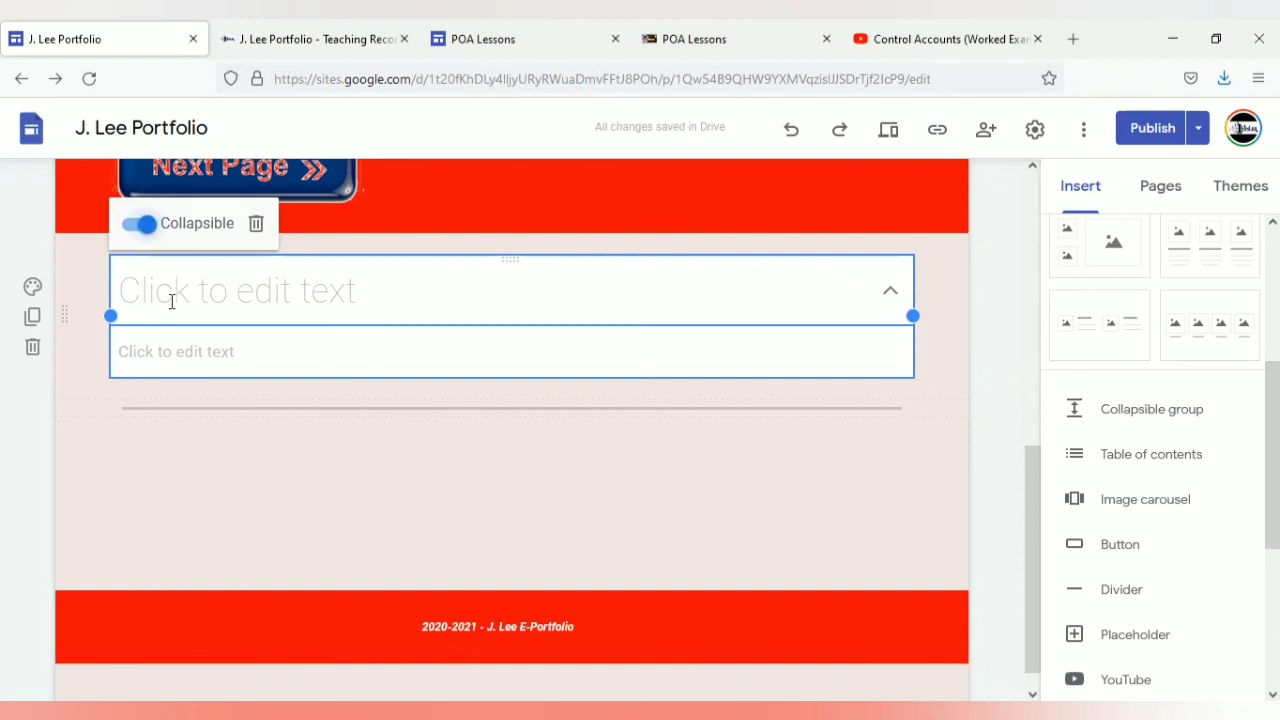 J. Lee Portfolio
J. Lee Portfolio - Teaching Reco
POA Lessons
POA Lessons
Control Accounts (Worked Exa
https://sites.google.com/d/1t20fKhDLy4lIjyURyRWuaDmvFFtJ8POh/p/1Qw54B9QHW9YXMVqzisIJJSDrTjf2IcP9/edit
J. Lee Portfolio
All changes saved in Drive
Publish
Next Page »
Insert
Pages
Themes
Collapsible
Click to edit text
Click to edit text
Collapsible group
Table of contents
Image carousel
Button
Divider
Placeholder
YouTube
2020-2021 - J. Lee E-Portfolio